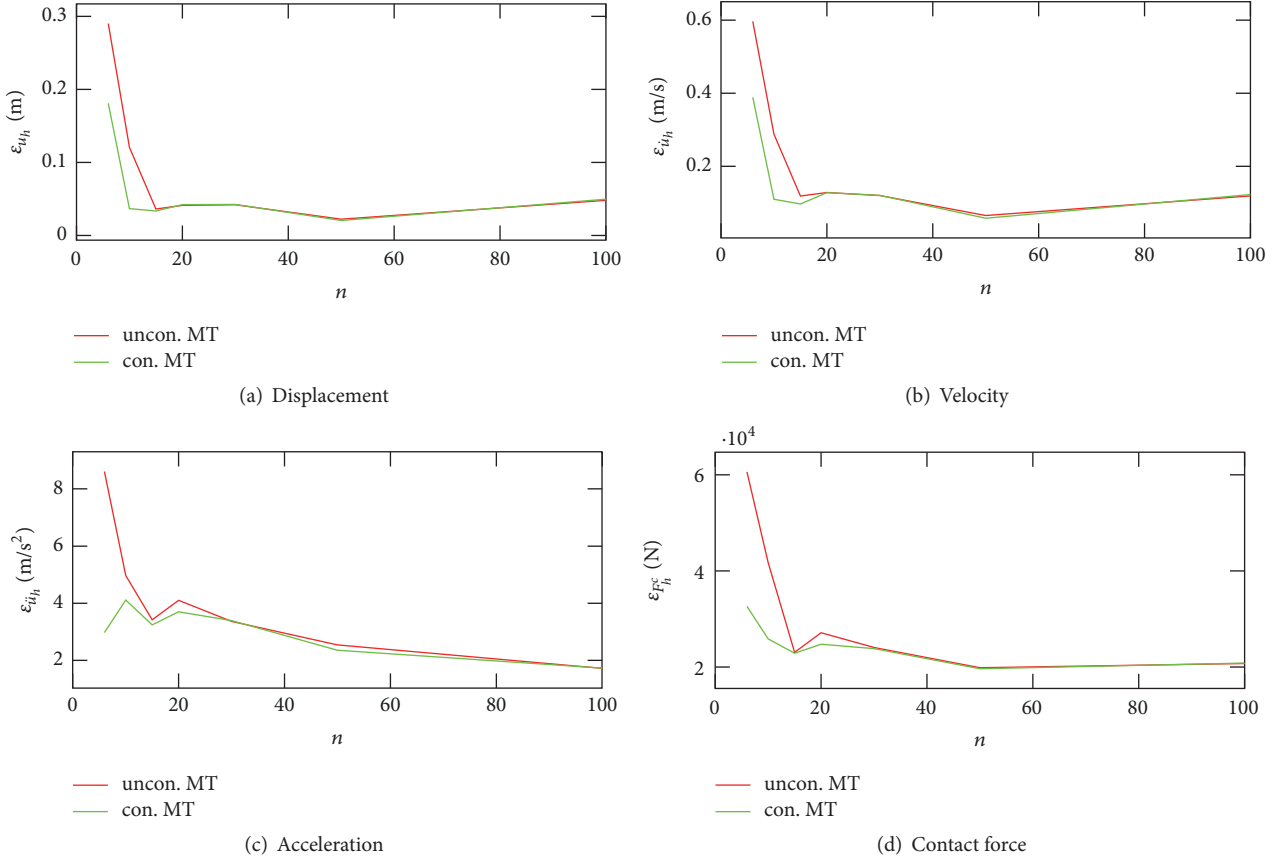 0.3
0.2
0.1
0
ε_{u_h} (m)
0 20 40 60 80 100
n
uncon. MT
con. MT
(a) Displacement
0.6
0.4
0.2
ε_{u̇_h} (m/s)
0 20 40 60 80 100
n
uncon. MT
con. MT
(b) Velocity
8
6
4
2
ε_{ü_h} (m/s²)
0 20 40 60 80 100
n
uncon. MT
con. MT
(c) Acceleration
·10⁴
6
4
2
ε_{F_h^c} (N)
0 20 40 60 80 100
n
uncon. MT
con. MT
(d) Contact force